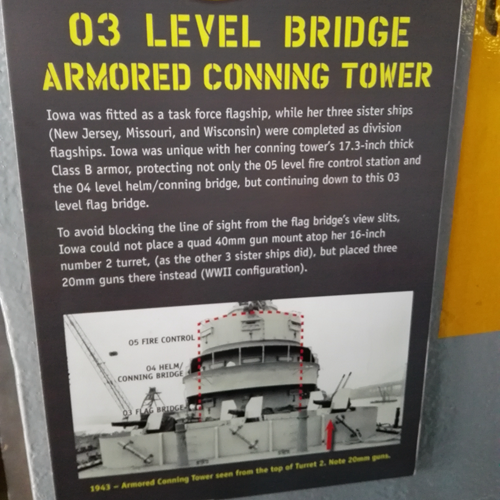 03 LEVEL BRIDGE
ARMORED CONNING TOWER
Iowa was fitted as a task force flagship, while her three sister ships
(New Jersey, Missouri, and Wisconsin) were completed as division
flagships. Iowa was unique with her conning tower's 17.3-inch thick
Class B armor, protecting not only the 05 level fire control station and
the 04 level helm/conning bridge, but continuing down to this 03
level flag bridge.
To avoid blocking the line of sight from the flag bridge's view slits,
Iowa could not place a quad 40mm gun mount atop her 16-inch
number 2 turret, (as the other 3 sister ships did), but placed three
20mm guns there instead (WWII configuration).
05 FIRE CONTROL
04 HELM/
CONNING BRIDGE
03 FLAG BRIDGE
1943 – Armored Conning Tower seen from the top of Turret 2. Note 20mm guns.